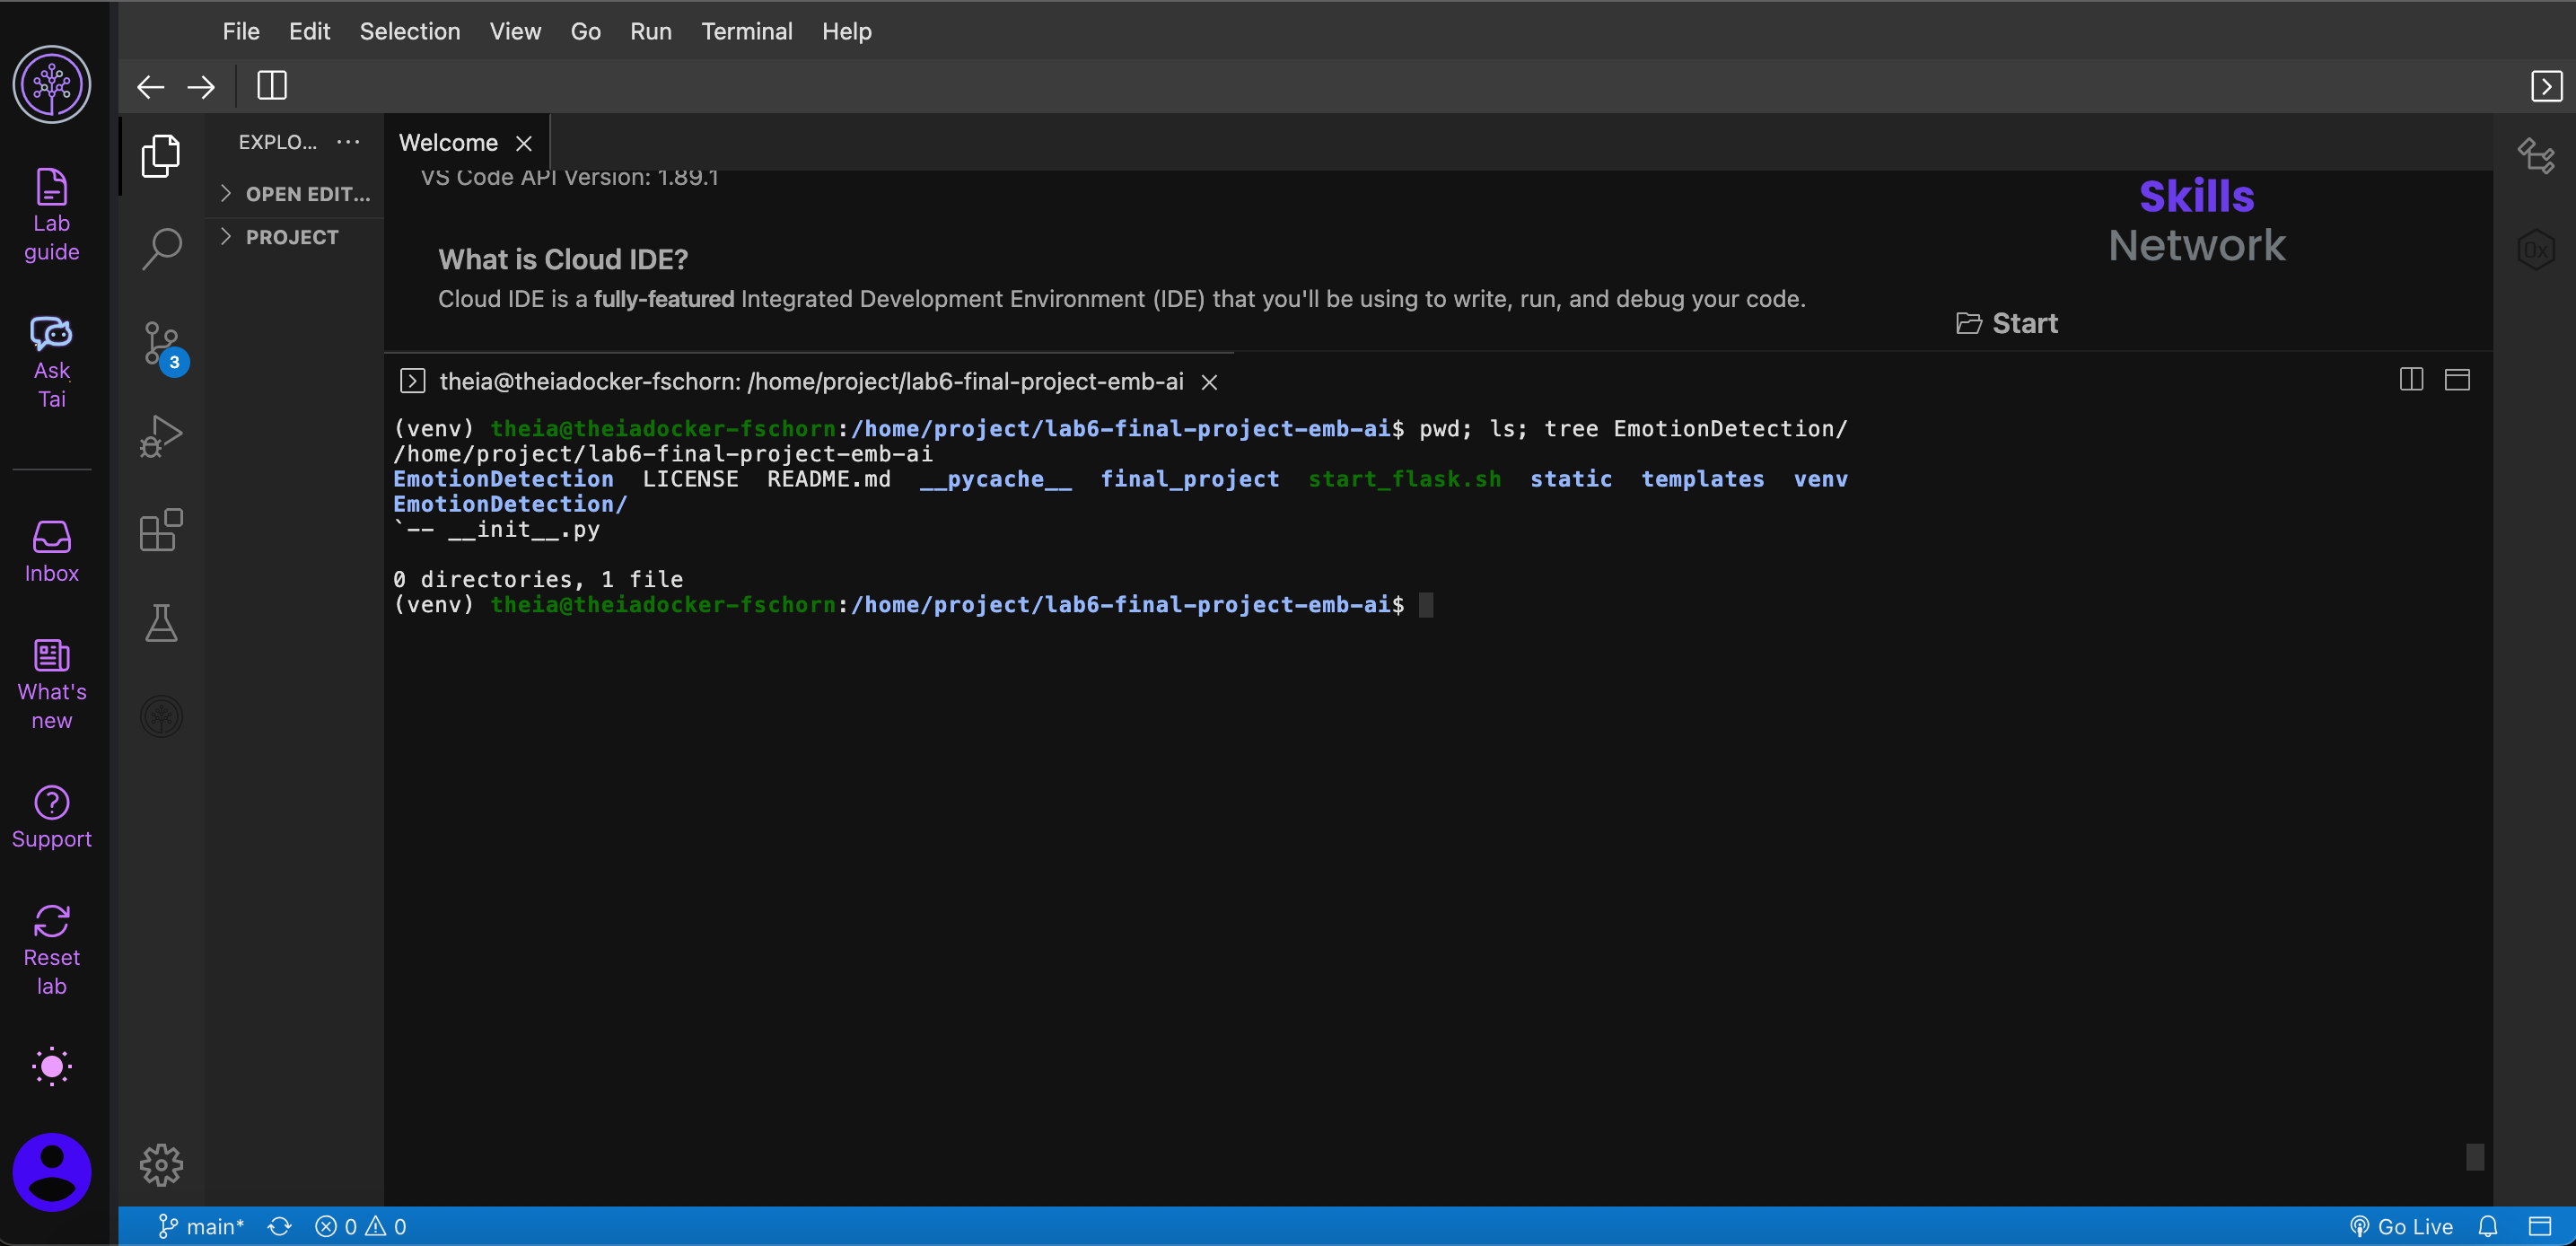 File Edit Selection View Go Run Terminal Help
Lab guide
Ask Tai
Inbox
What's new
Support
Reset lab
EXPLO...
OPEN EDIT...
PROJECT
3
Welcome
VS Code API Version: 1.89.1
What is Cloud IDE?
Cloud IDE is a fully-featured Integrated Development Environment (IDE) that you'll be using to write, run, and debug your code.
Skills
Network
Start
0x
theia@theiadocker-fschorn: /home/project/lab6-final-project-emb-ai
(venv) theia@theiadocker-fschorn:/home/project/lab6-final-project-emb-ai$ pwd; ls; tree EmotionDetection/
/home/project/lab6-final-project-emb-ai
EmotionDetection LICENSE README.md __pycache__ final_project start_flask.sh static templates venv
EmotionDetection/
`-- __init__.py
0 directories, 1 file
(venv) theia@theiadocker-fschorn:/home/project/lab6-final-project-emb-ai$
main* 0 0
Go Live